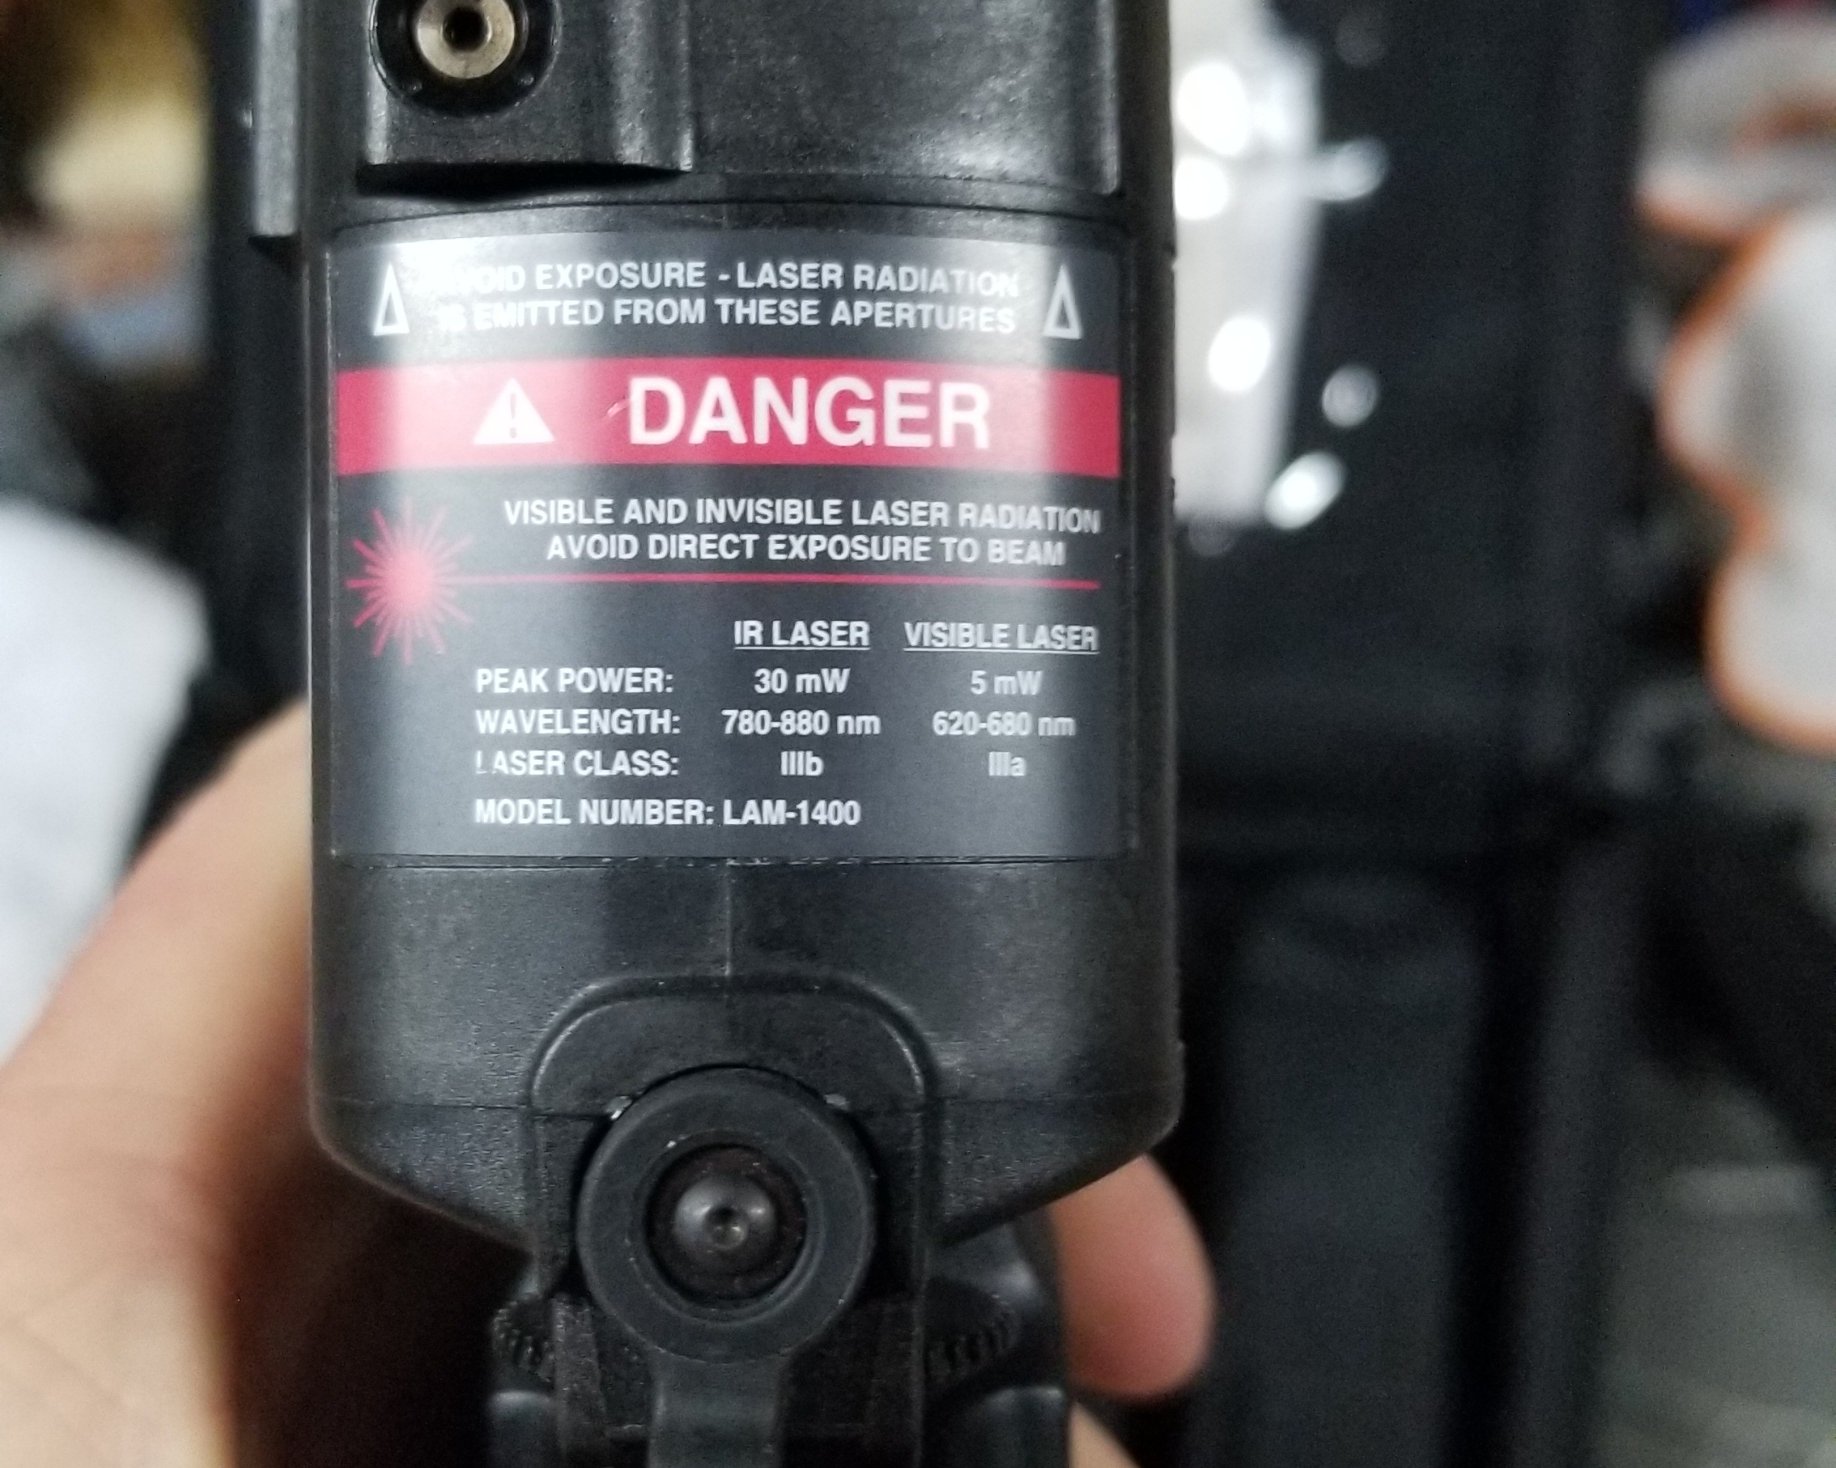 AVOID EXPOSURE - LASER RADIATION
IS EMITTED FROM THESE APERTURES
DANGER
VISIBLE AND INVISIBLE LASER RADIATION
AVOID DIRECT EXPOSURE TO BEAM
IR LASER VISIBLE LASER
PEAK POWER: 30 mW 5 mW
WAVELENGTH: 780-880 nm 620-680 nm
LASER CLASS: IIIb IIIa
MODEL NUMBER: LAM-1400